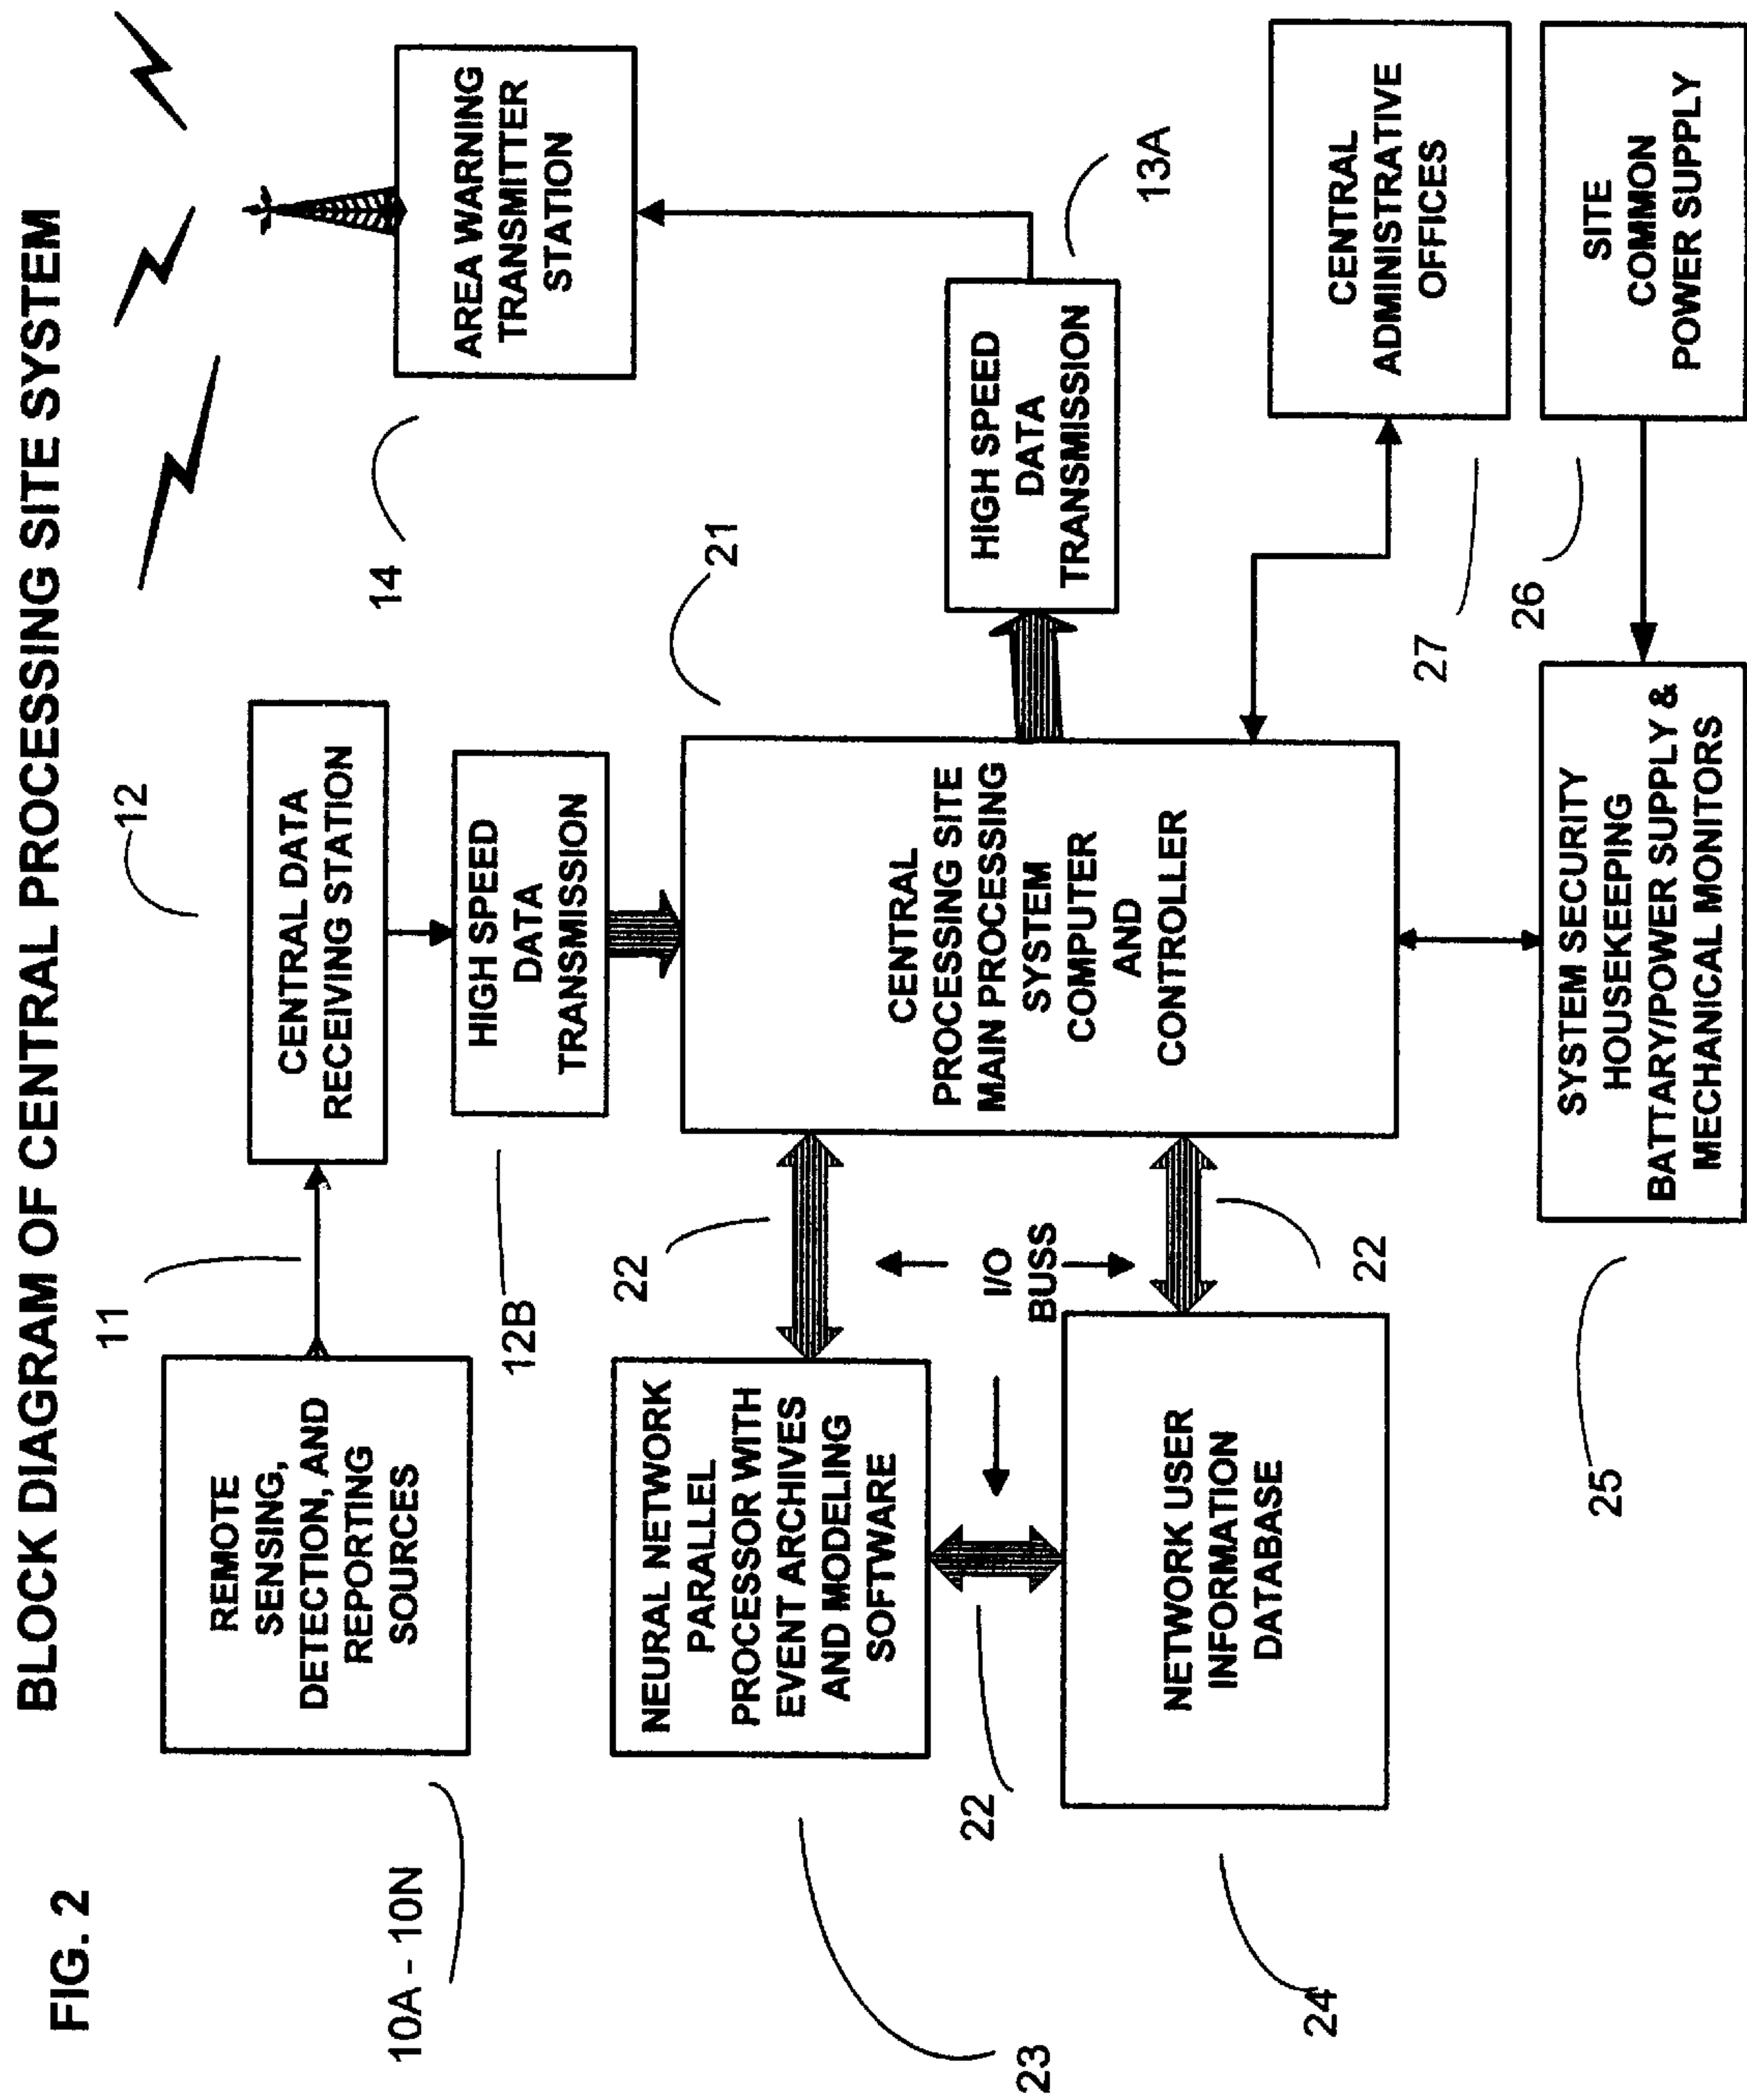 FIG. 2
BLOCK DIAGRAM OF CENTRAL PROCESSING SITE SYSTEM
10A - 10N
REMOTE
SENSING,
DETECTION, AND
REPORTING
SOURCES
11
12
CENTRAL DATA
RECEIVING STATION
12B
HIGH SPEED
DATA
TRANSMISSION
14
AREA WARNING
TRANSMITTER
STATION
23
NEURAL NETWORK
PARALLEL
PROCESSOR WITH
EVENT ARCHIVES
AND MODELING
SOFTWARE
22
21
CENTRAL
PROCESSING SITE
MAIN PROCESSING
SYSTEM
COMPUTER
AND
CONTROLLER
HIGH SPEED
DATA
TRANSMISSION
13A
22
I/O
BUSS
24
NETWORK USER
INFORMATION
DATABASE
22
27
CENTRAL
ADMINISTRATIVE
OFFICES
25
SYSTEM SECURITY
HOUSEKEEPING
BATTARY/POWER SUPPLY &
MECHANICAL MONITORS
26
SITE
COMMON
POWER SUPPLY